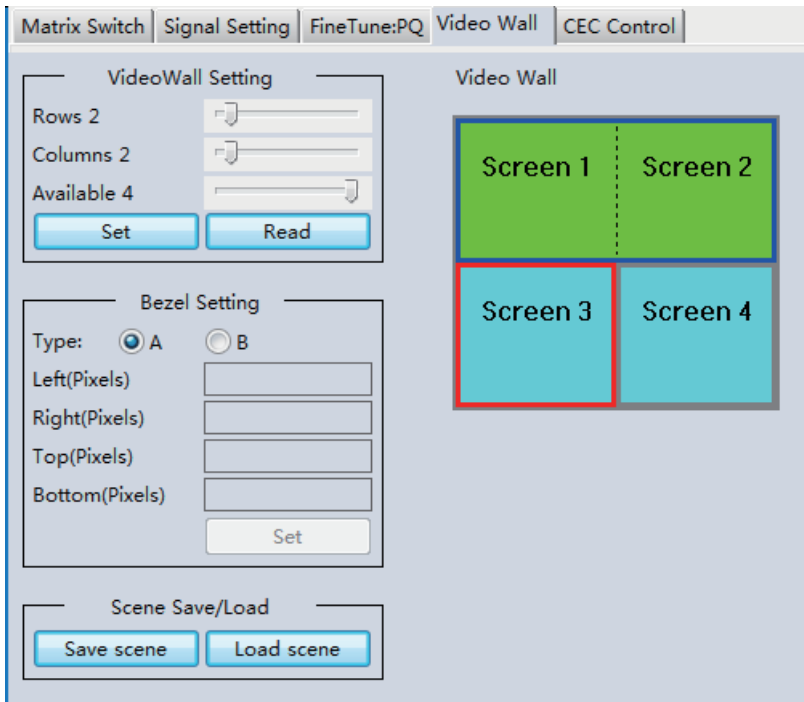 Matrix Switch Signal Setting FineTune:PQ Video Wall CEC Control
VideoWall Setting
Rows 2
Columns 2
Available 4
Set Read
Bezel Setting
Type: A B
Left(Pixels)
Right(Pixels)
Top(Pixels)
Bottom(Pixels)
Set
Scene Save/Load
Save scene Load scene
Video Wall
Screen 1 Screen 2
Screen 3 Screen 4